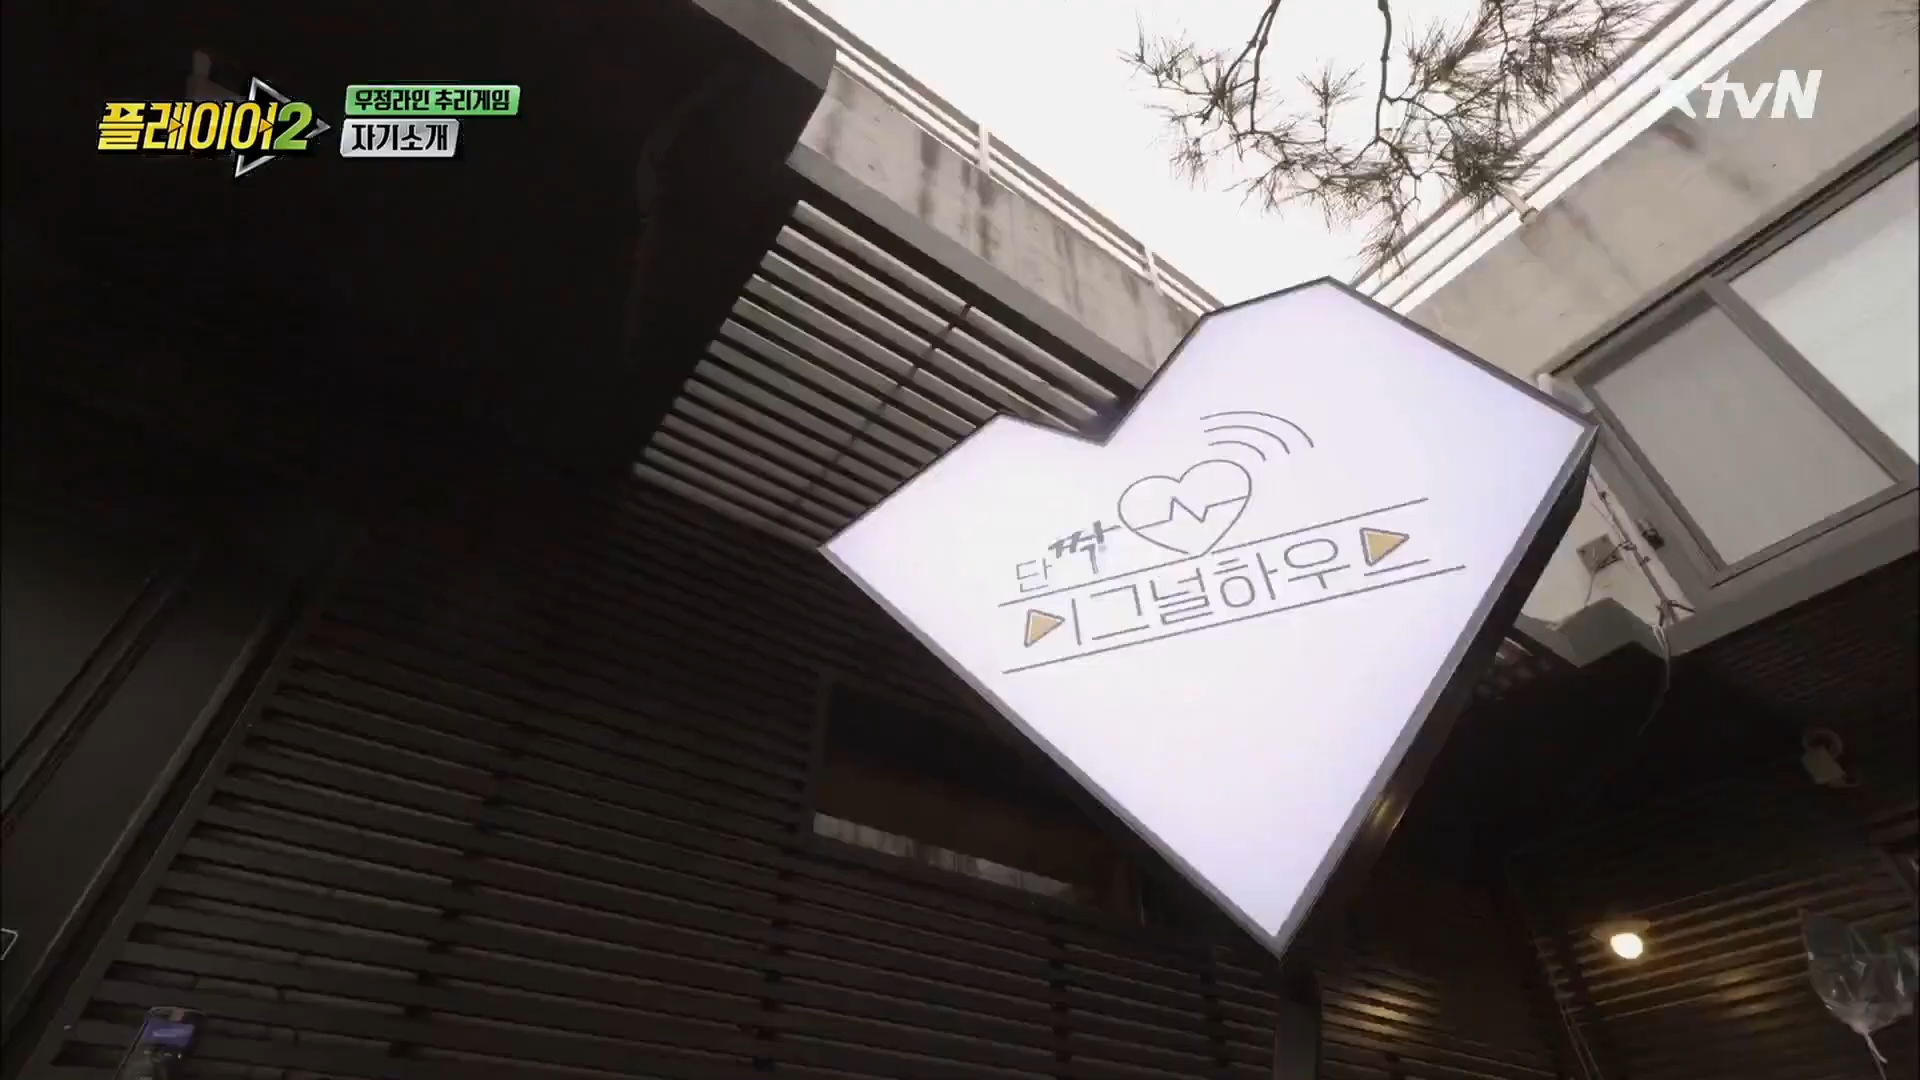 플레이어2
우정라인 추리게임
자기소개
XtvN
단짝
시그널하우스